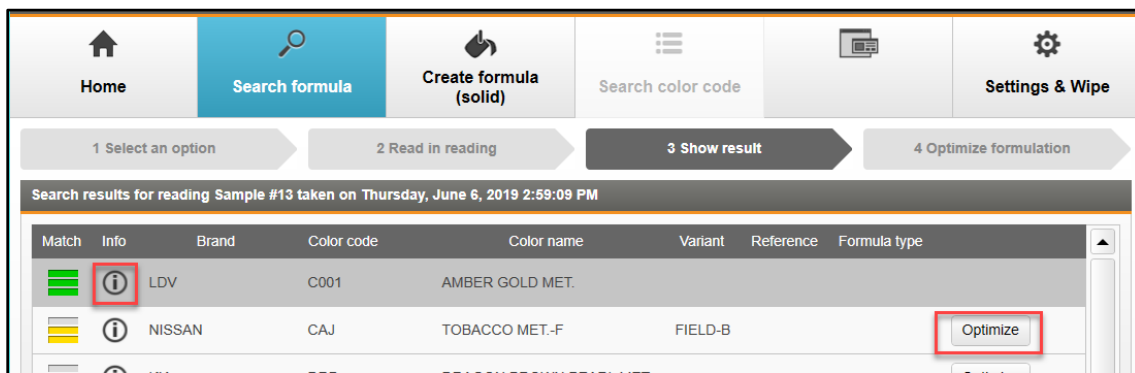 Home
Search formula
Create formula
(solid)
Search color code
Settings & Wipe
1 Select an option
2 Read in reading
3 Show result
4 Optimize formulation
Search results for reading Sample #13 taken on Thursday, June 6, 2019 2:59:09 PM
Match Info Brand Color code Color name Variant Reference Formula type
LDV C001 AMBER GOLD MET.
NISSAN CAJ TOBACCO MET.-F FIELD-B Optimize